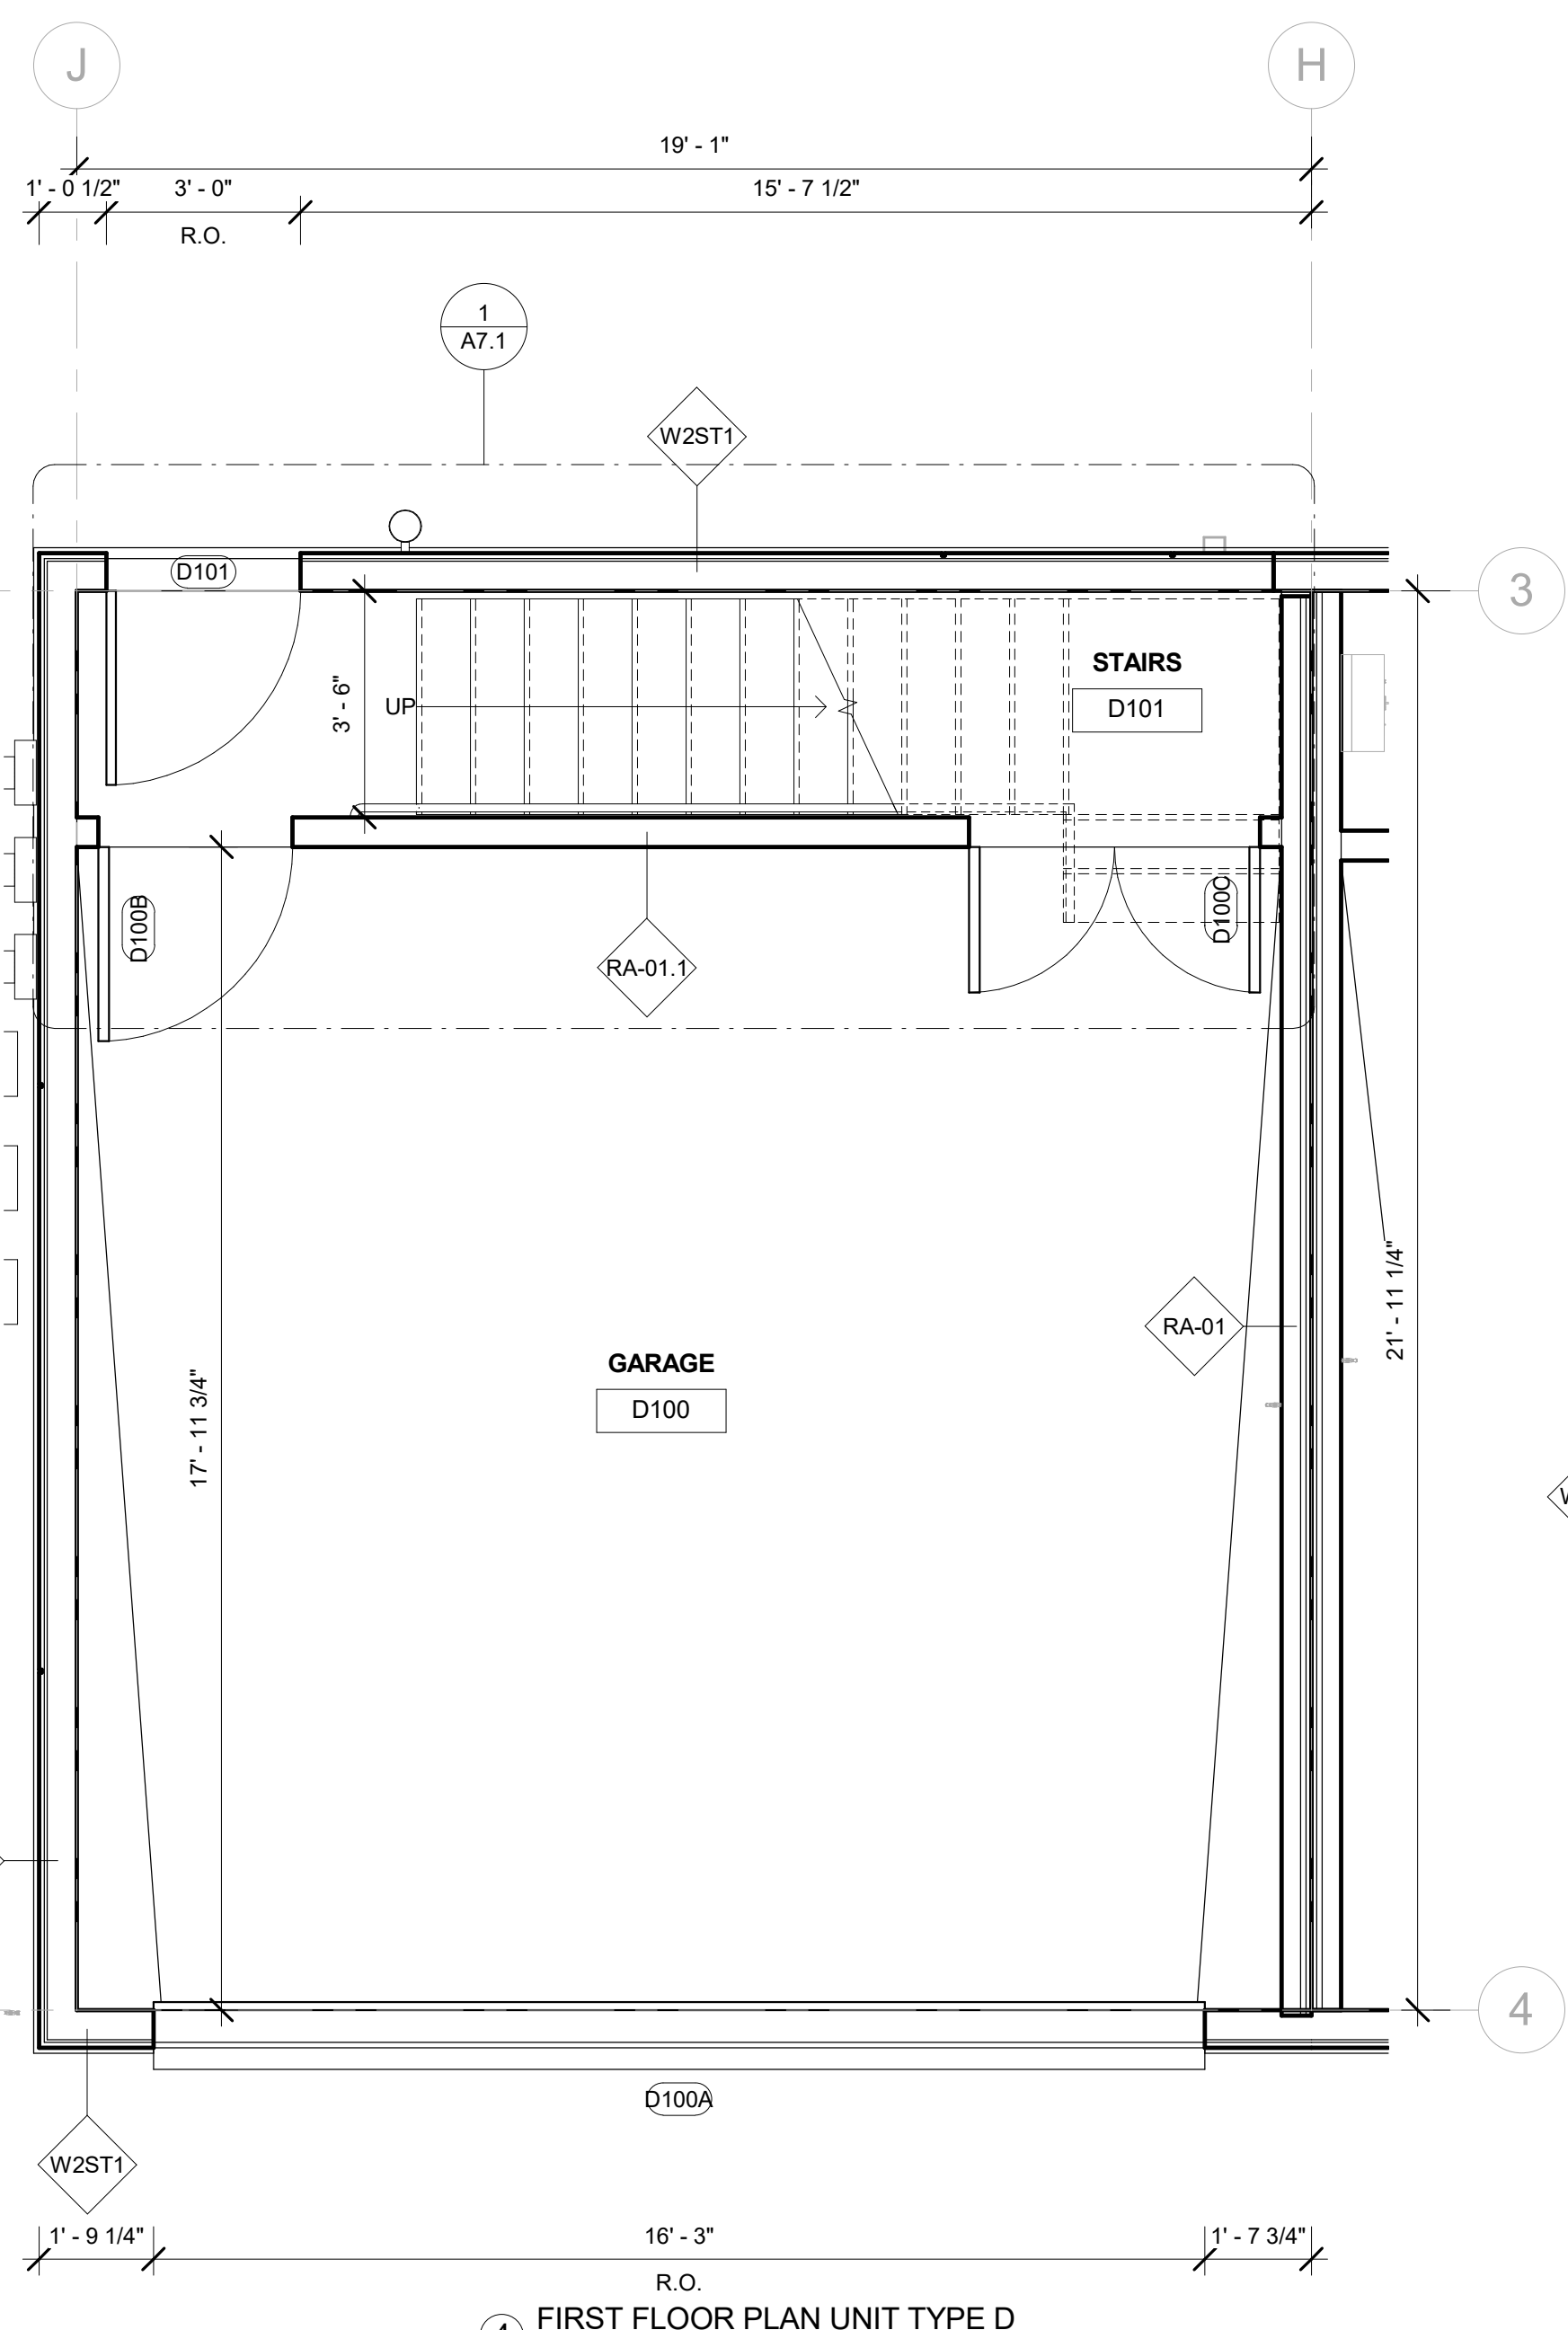 J
H
19' - 1"
1' - 0 1/2"
3' - 0"
15' - 7 1/2"
R.O.
1
A7.1
W2ST1
D101
3
STAIRS
D101
3' - 6"
UP
D100B
D100C
RA-01.1
21' - 11 1/4"
RA-01
GARAGE
D100
17' - 11 3/4"
4
D100A
W2ST1
1' - 9 1/4"
16' - 3"
1' - 7 3/4"
R.O.
FIRST FLOOR PLAN UNIT TYPE D